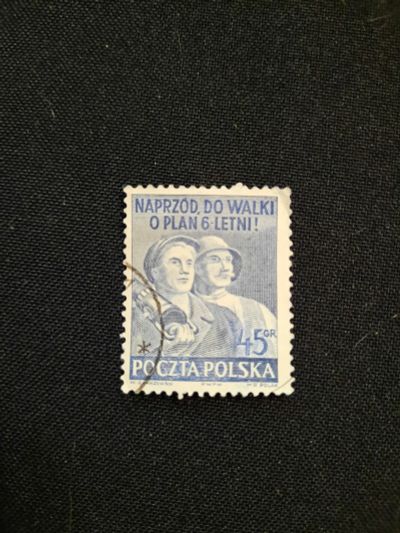 NAPRZÓD, DO WALKI
O PLAN 6-LETNI!
45 GR.
POCZTA POLSKA